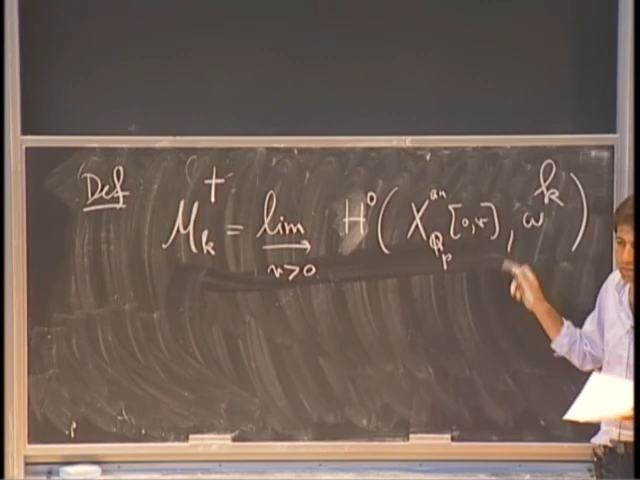 Def M_k^† = lim_{→ v>0} H^0( X^{an}_{Q_p}[0,v], ω^k )